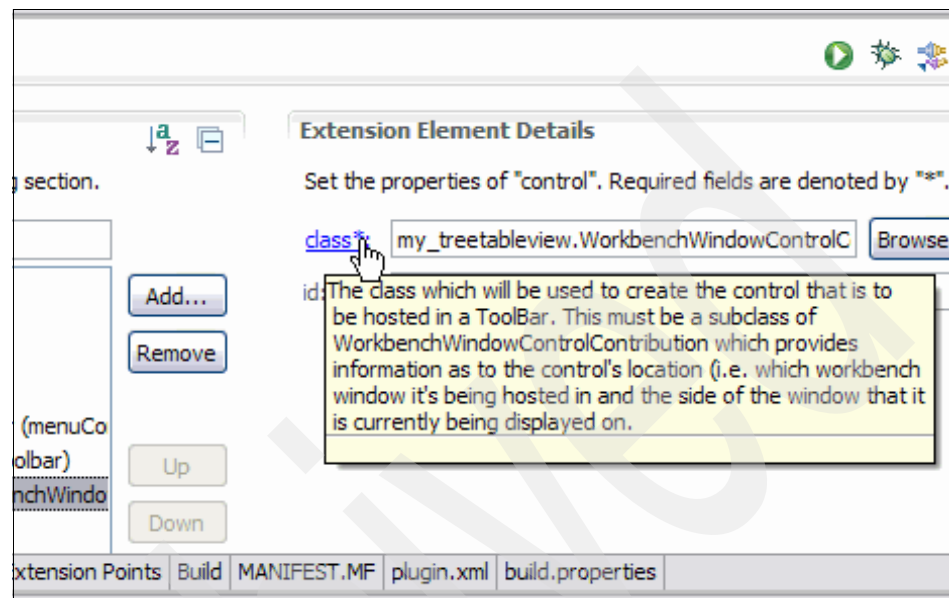 a
z
Extension Element Details
section.
Set the properties of "control". Required fields are denoted by "*".
class*:
my_treetableview.WorkbenchWindowControlC
Browse
Add...
id:
The class which will be used to create the control that is to
be hosted in a ToolBar. This must be a subclass of
WorkbenchWindowControlContribution which provides
information as to the control's location (i.e. which workbench
window it's being hosted in and the side of the window that it
is currently being displayed on.
Remove
(menuCo
olbar)
Up
nchWindo
Down
xtension Points
Build
MANIFEST.MF
plugin.xml
build.properties